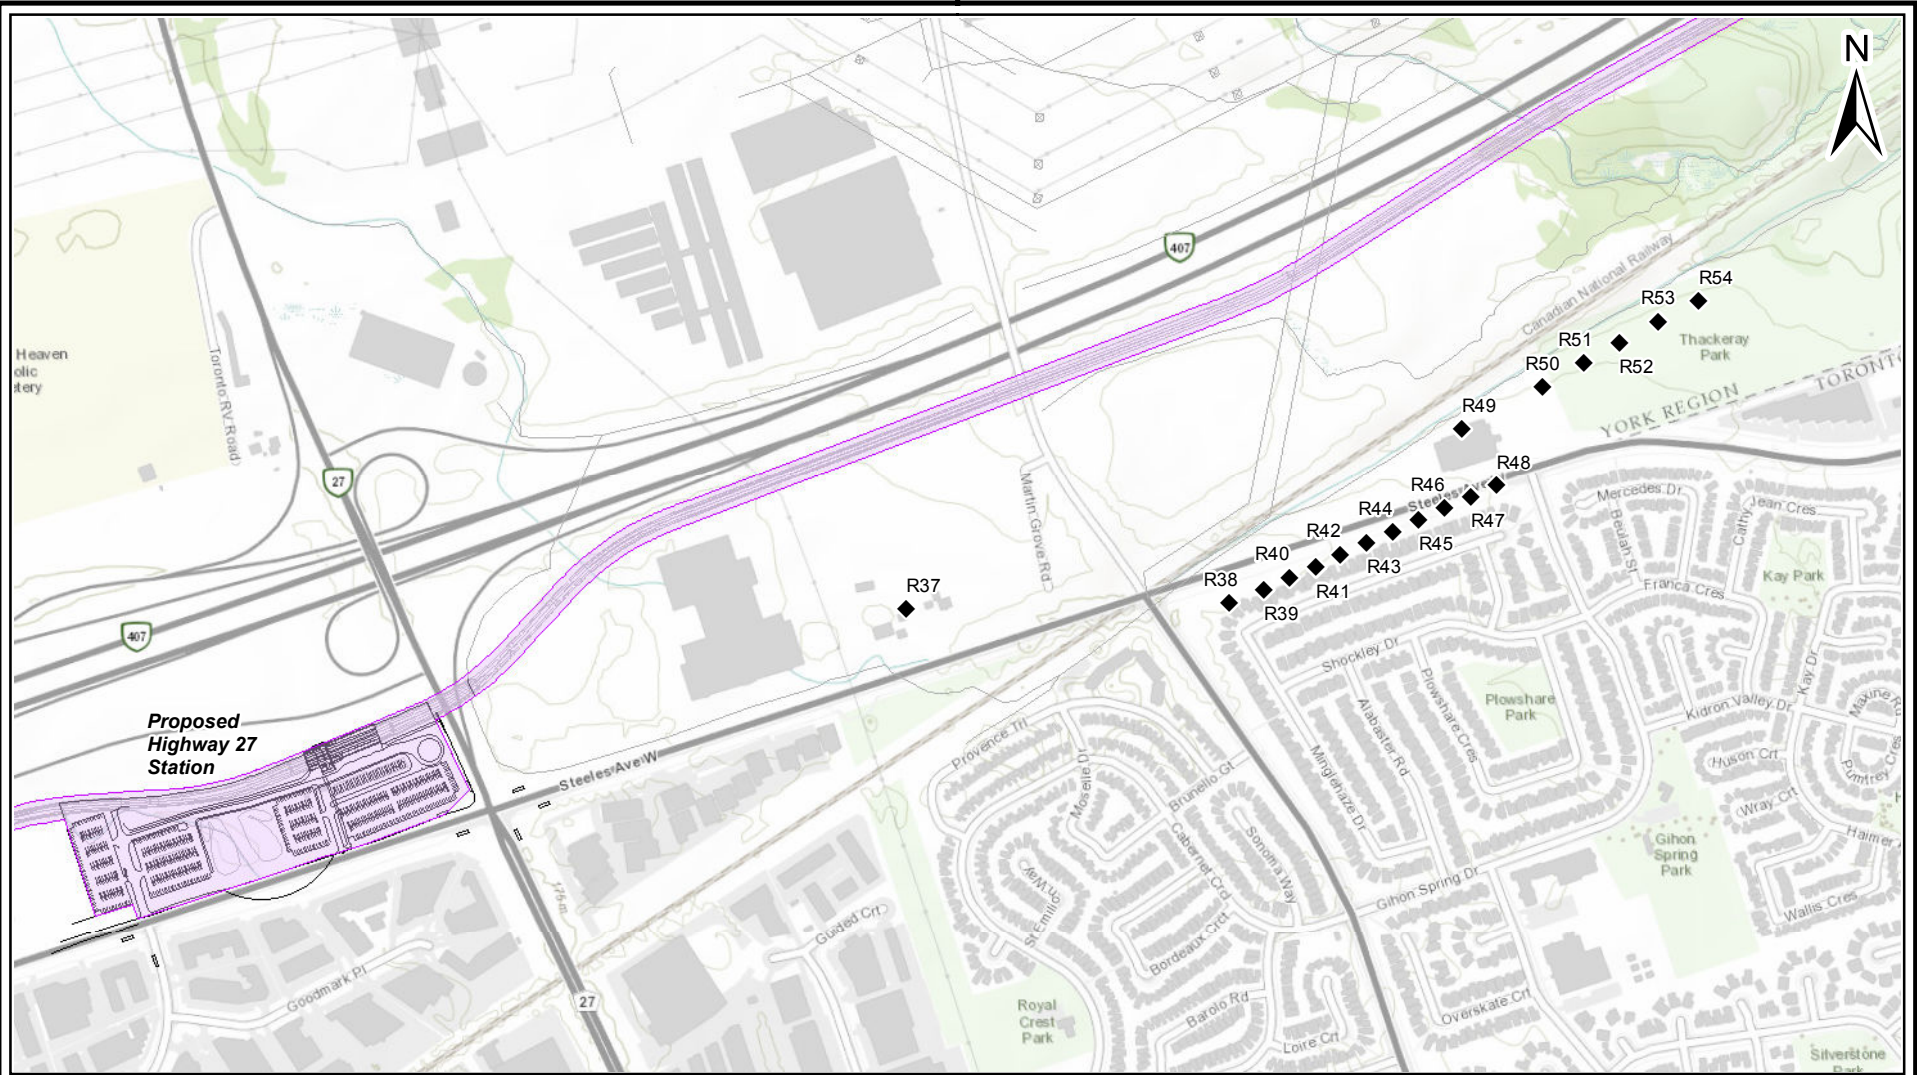 N
407
Canadian National Railway
R54
R53
Thackeray
Park
R51
R52
R50
TORONTO
YORK REGION
R49
Heaven
olic
etery
Toronto RV Road
27
Martin Grove Rd
R48
R46
Steeles Ave W
R47
R44
R45
R42
R43
R40
R41
R38
R39
R37
Mercedes Dr
Jean Cres
Beulah St
Cathy
Franca Cres
Kay Park
407
Shockley Dr
Plowshare Cres
Plowshare
Park
Kay Dr
Alabaster Rd
Kidron Valley Dr
Maxine Rd
Proposed
Highway 27
Station
Provence Trl
Moselle Dr
Minglehaze Dr
Huson Crt
Pumfrey Cres
Steeles Ave W
Brunello Gt
Wray Crt
Cabernet Crcl
Sonoma Way
Haimer
Gihon
Spring
Park
Gihon Spring Dr
St Emilion Way
175 m
Guided Crt
Bordeaux Crct
Wallis Cres
Goodmark Pl
27
Royal
Crest
Park
Barolo Rd
Overskate Crt
Loire Crt
Silverstone
Park